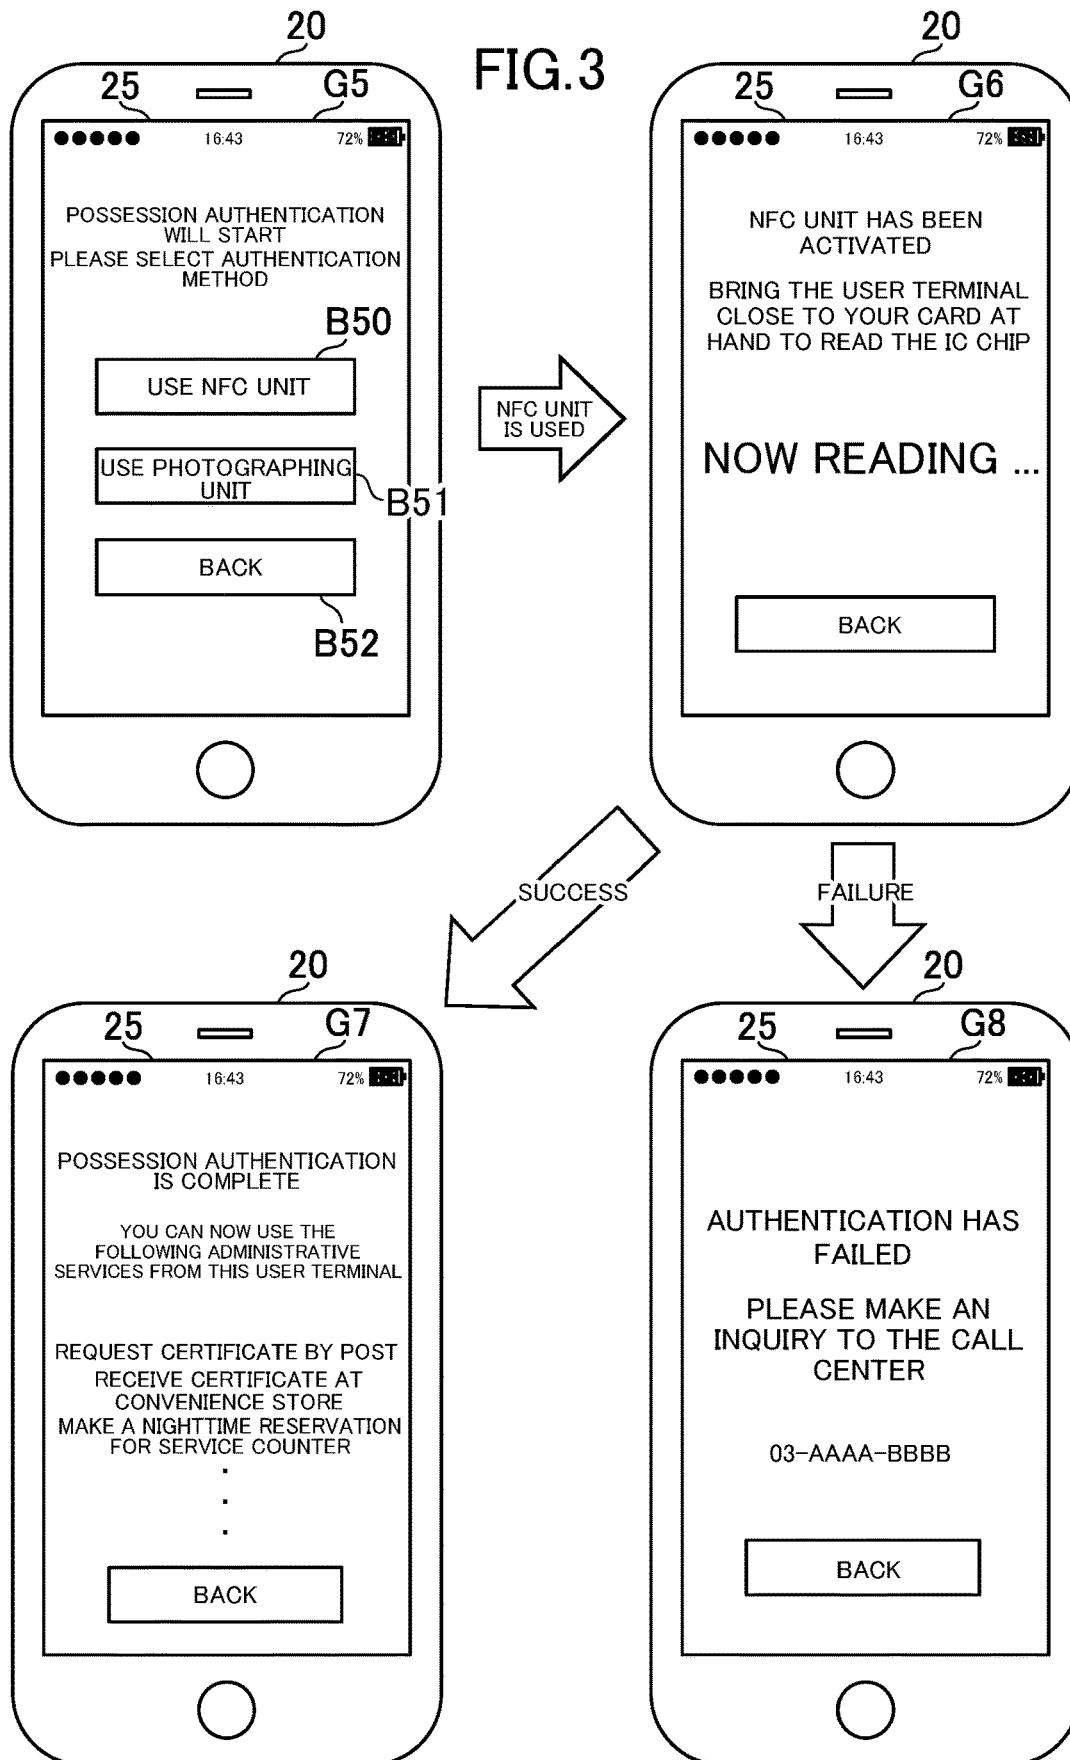 FIG.3
20
25
G5
16:43
72%
POSSESSION AUTHENTICATION
WILL START
PLEASE SELECT AUTHENTICATION
METHOD
B50
USE NFC UNIT
USE PHOTOGRAPHING
UNIT
B51
BACK
B52
NFC UNIT
IS USED
20
25
G6
16:43
72%
NFC UNIT HAS BEEN
ACTIVATED
BRING THE USER TERMINAL
CLOSE TO YOUR CARD AT
HAND TO READ THE IC CHIP
NOW READING ...
BACK
SUCCESS
FAILURE
20
25
G7
16:43
72%
POSSESSION AUTHENTICATION
IS COMPLETE
YOU CAN NOW USE THE
FOLLOWING ADMINISTRATIVE
SERVICES FROM THIS USER TERMINAL
REQUEST CERTIFICATE BY POST
RECEIVE CERTIFICATE AT
CONVENIENCE STORE
MAKE A NIGHTTIME RESERVATION
FOR SERVICE COUNTER
.
.
.
BACK
20
25
G8
16:43
72%
AUTHENTICATION HAS
FAILED
PLEASE MAKE AN
INQUIRY TO THE CALL
CENTER
03-AAAA-BBBB
BACK